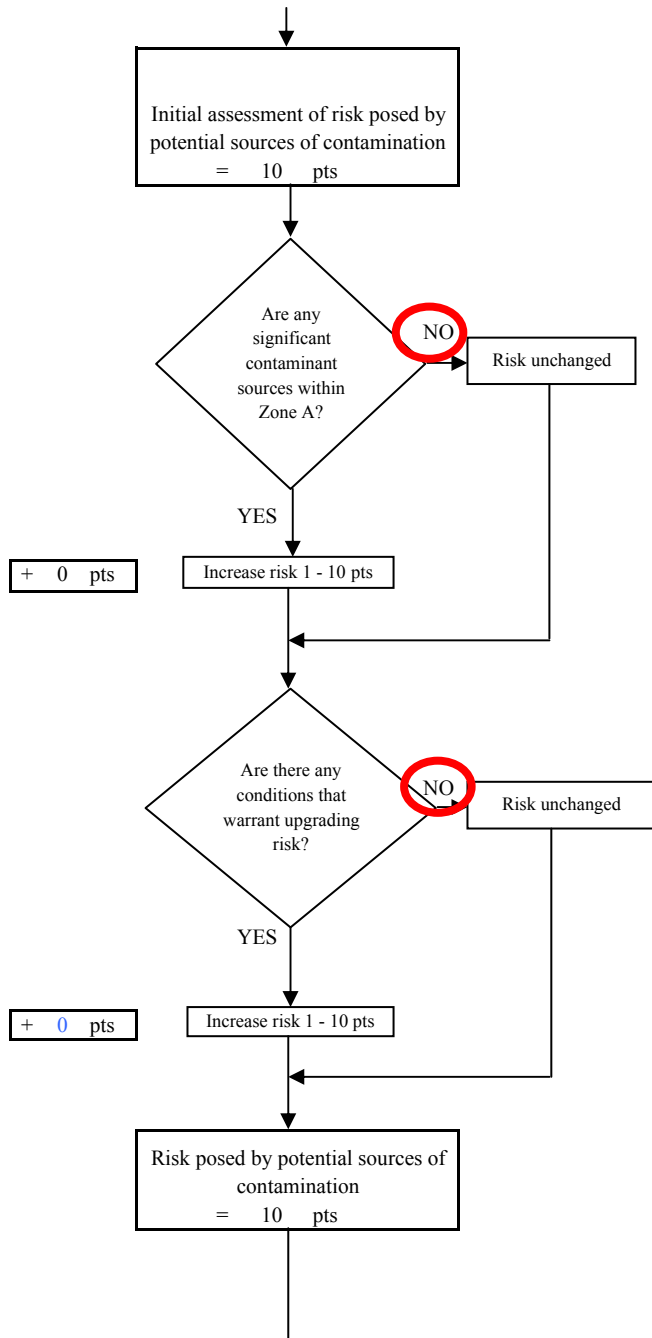 Initial assessment of risk posed by
potential sources of contamination
= 10 pts
Are any
significant
contaminant
sources within
Zone A?
NO
Risk unchanged
YES
+ 0 pts
Increase risk 1 - 10 pts
Are there any
conditions that
warrant upgrading
risk?
NO
Risk unchanged
YES
+ 0 pts
Increase risk 1 - 10 pts
Risk posed by potential sources of
contamination
= 10 pts